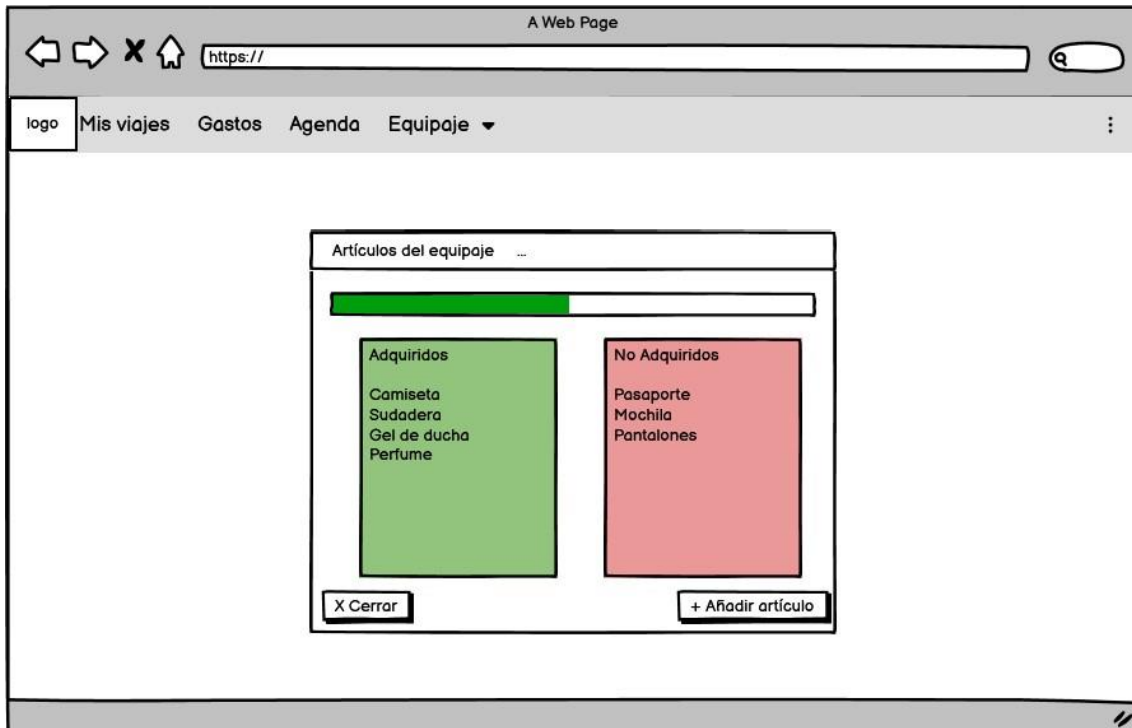 A Web Page
https://
logo Mis viajes Gastos Agenda Equipaje
Artículos del equipaje ...
Adquiridos
Camiseta
Sudadera
Gel de ducha
Perfume
No Adquiridos
Pasaporte
Mochila
Pantalones
X Cerrar
+ Añadir artículo